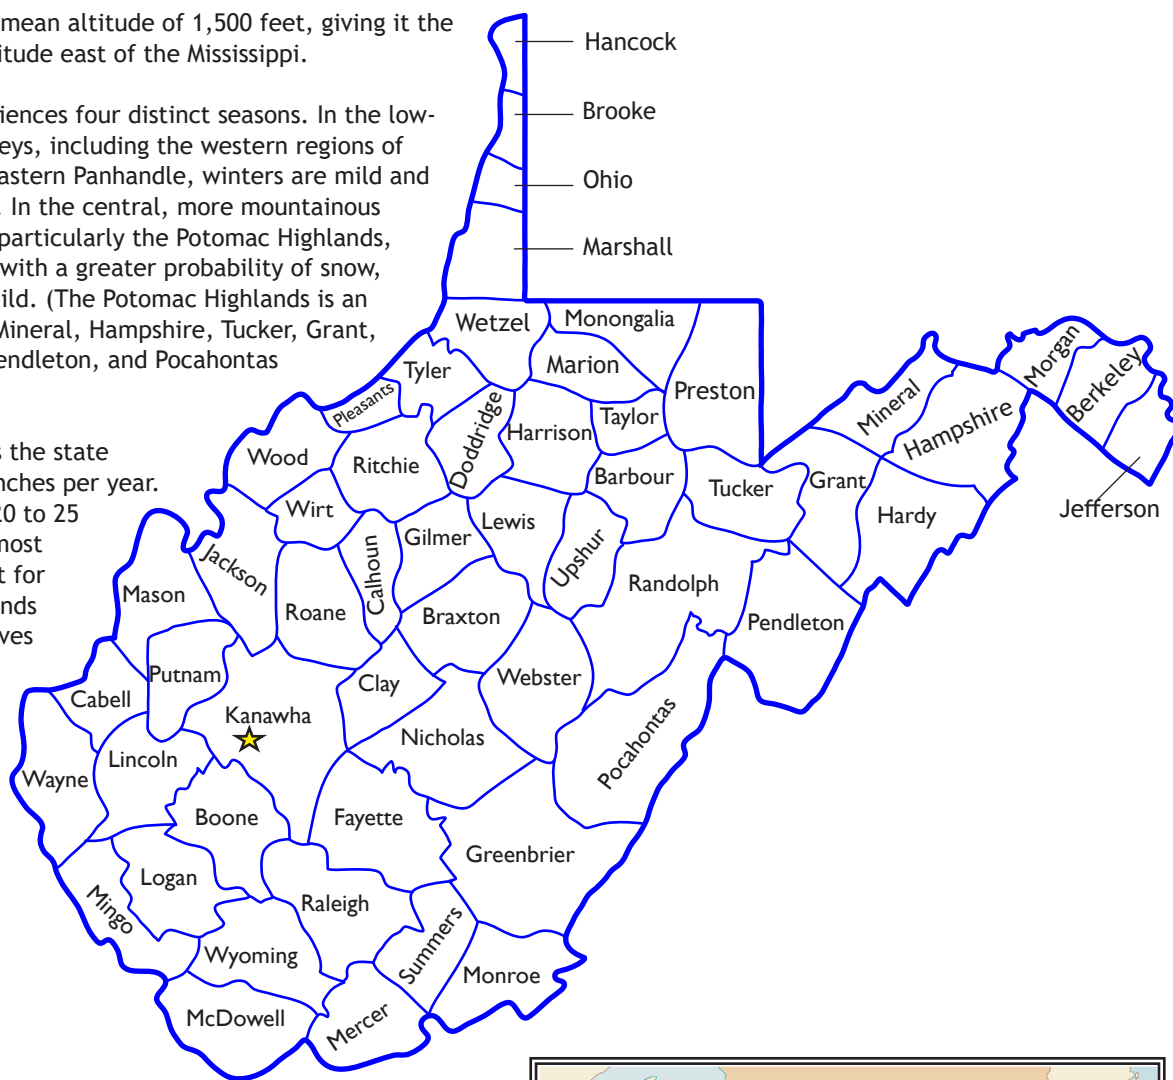 mean altitude of 1,500 feet, giving it the
itude east of the Mississippi.
iences four distinct seasons. In the low-
eys, including the western regions of
astern Panhandle, winters are mild and
. In the central, more mountainous
particularly the Potomac Highlands,
with a greater probability of snow,
ild. (The Potomac Highlands is an
Mineral, Hampshire, Tucker, Grant,
endleton, and Pocahontas
s the state
nches per year.
20 to 25
most
t for
nds
ves
Hancock
Brooke
Ohio
Marshall
Wetzel
Monongalia
Marion
Tyler
Pleasants
Preston
Doddridge
Harrison
Taylor
Wood
Ritchie
Barbour
Tucker
Grant
Mineral
Hampshire
Morgan
Berkeley
Jefferson
Hardy
Wirt
Calhoun
Gilmer
Lewis
Upshur
Randolph
Pendleton
Jackson
Mason
Roane
Braxton
Putnam
Cabell
Kanawha
Clay
Webster
Nicholas
Pocahontas
Wayne
Lincoln
Boone
Fayette
Greenbrier
Logan
Mingo
Raleigh
Wyoming
Summers
Monroe
McDowell
Mercer